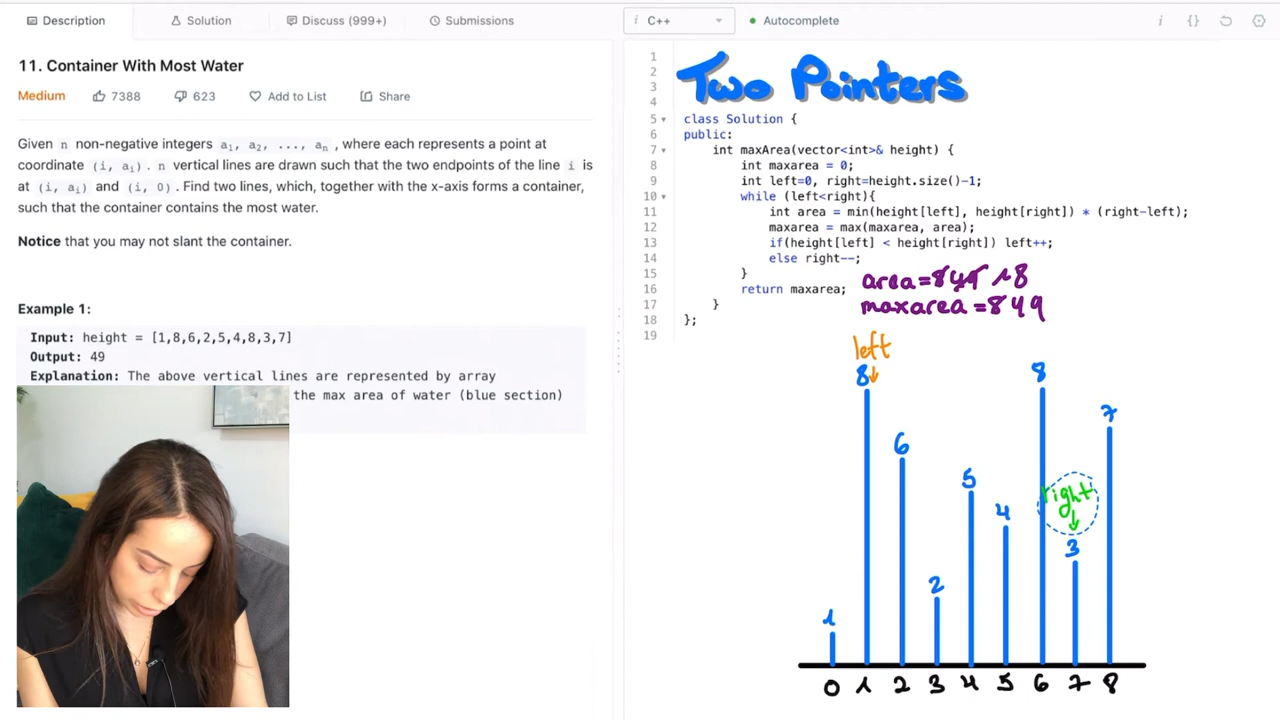 Description
Solution
Discuss (999+)
Submissions
i C++
Autocomplete
i {}
11. Container With Most Water
Medium 7388 623 Add to List Share
Given n non-negative integers a1, a2, ..., an , where each represents a point at
coordinate (i, ai) . n vertical lines are drawn such that the two endpoints of the line i is
at (i, ai) and (i, 0) . Find two lines, which, together with the x-axis forms a container,
such that the container contains the most water.
Notice that you may not slant the container.
Example 1:
Input: height = [1,8,6,2,5,4,8,3,7]
Output: 49
Explanation: The above vertical lines are represented by array
the max area of water (blue section)
Two Pointers
1
2
3
4
5 class Solution {
6 public:
7 int maxArea(vector<int>& height) {
8 int maxarea = 0;
9 int left=0, right=height.size()-1;
10 while (left<right){
11 int area = min(height[left], height[right]) * (right-left);
12 maxarea = max(maxarea, area);
13 if(height[left] < height[right]) left++;
14 else right--;
15 }
16 return maxarea;
17 }
18 };
19
area=8 49 18
maxarea=8 49
left
8 8
7
6
5
right
4
3
2
1
0 1 2 3 4 5 6 7 8